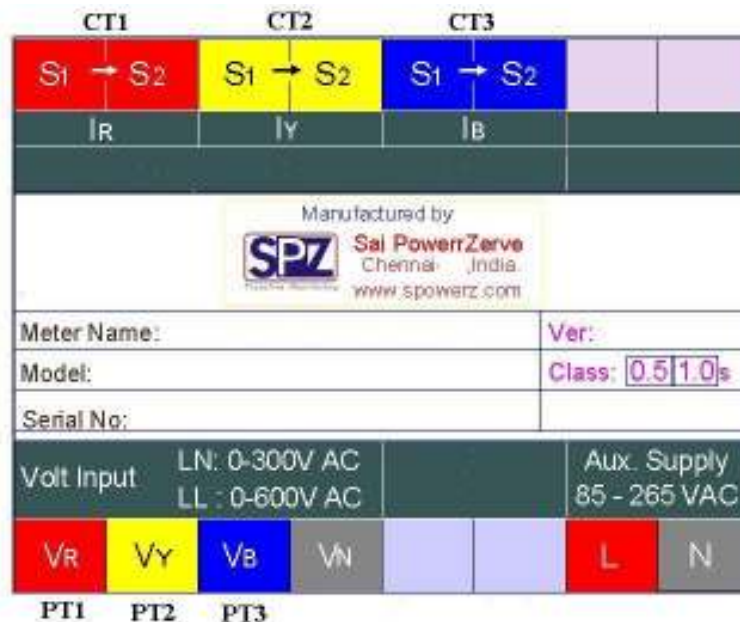 CT1 CT2 CT3
S1 → S2 S1 → S2 S1 → S2
IR IY IB
Manufactured by
SPZ Sai PowerrZerve
Chennai ,India.
www.spowerz.com
Meter Name: Ver:
Model: Class: 0.5 1.0 s
Serial No:
Volt Input LN: 0-300V AC
LL : 0-600V AC
Aux. Supply
85 - 265 VAC
VR VY VB VN L N
PT1 PT2 PT3